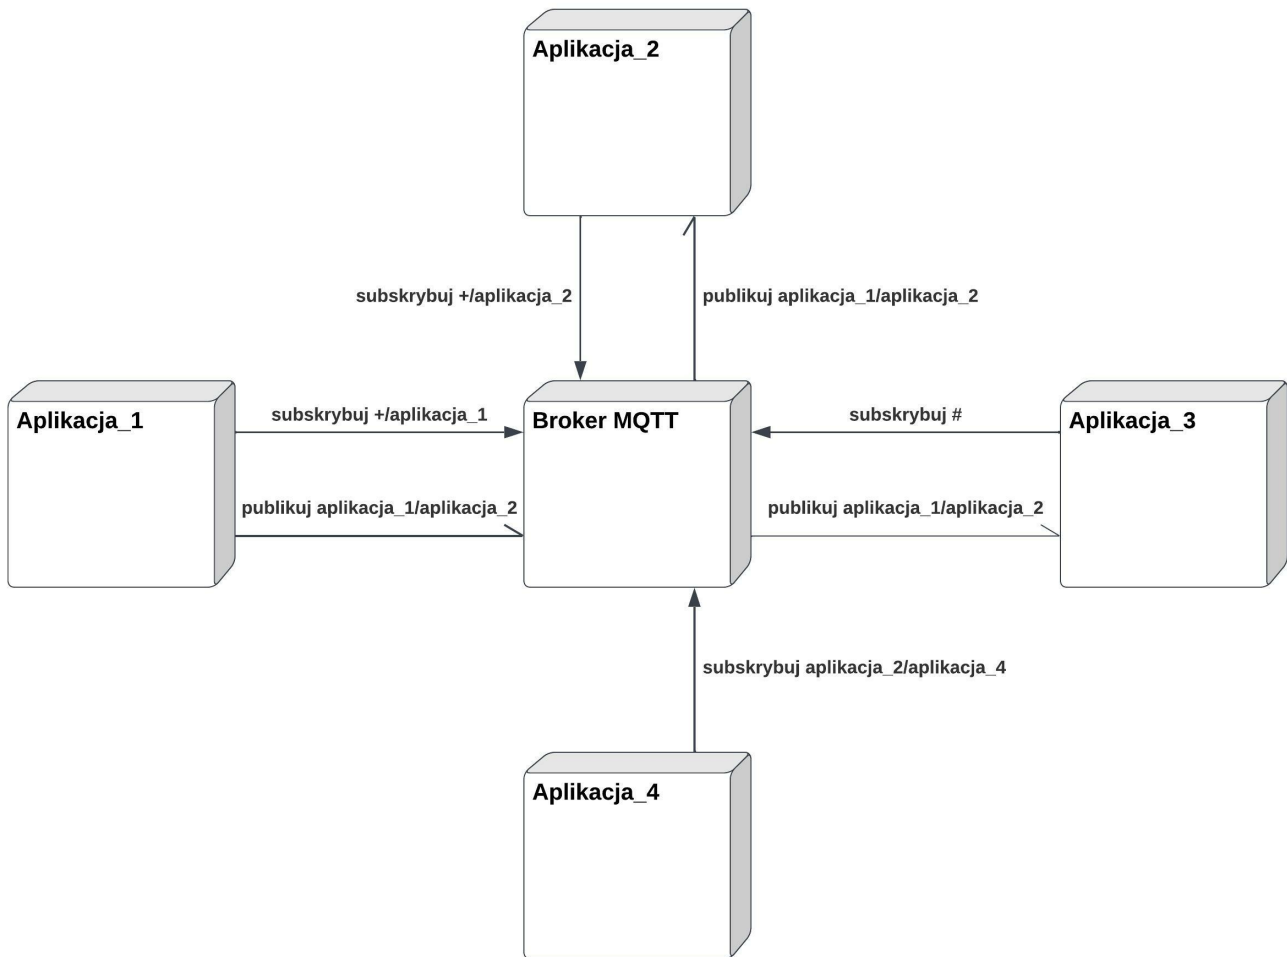 Aplikacja_2
subskrybuj +/aplikacja_2
publikuj aplikacja_1/aplikacja_2
Aplikacja_1
subskrybuj +/aplikacja_1
publikuj aplikacja_1/aplikacja_2
Broker MQTT
subskrybuj #
publikuj aplikacja_1/aplikacja_2
Aplikacja_3
subskrybuj aplikacja_2/aplikacja_4
Aplikacja_4